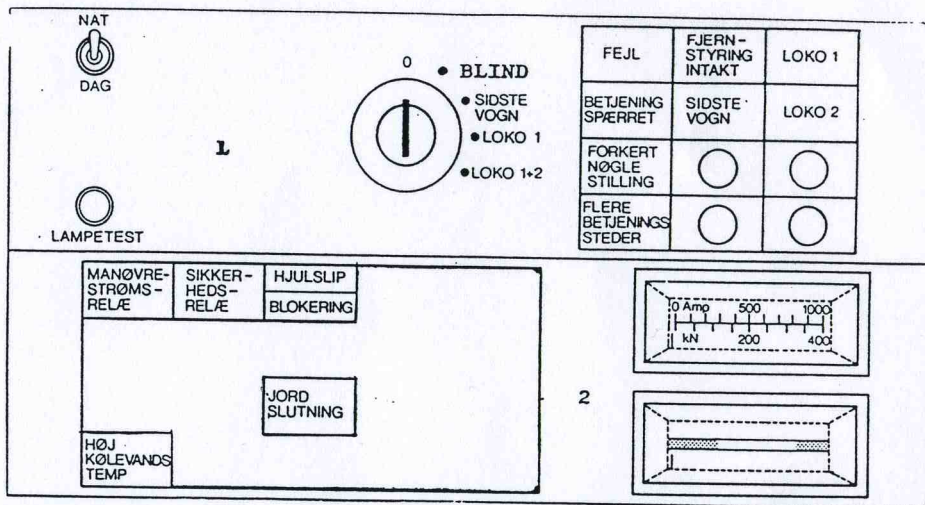 NAT
DAG
1
LAMPETEST
0
BLIND
SIDSTE
VOGN
LOKO 1
LOKO 1+2
FEJL
FJERN-
STYRING
INTAKT
LOKO 1
BETJENING
SPÆRRET
SIDSTE
VOGN
LOKO 2
FORKERT
NØGLE
STILLING
FLERE
BETJENINGS
STEDER
MANØVRE-
STRØMS-
RELÆ
SIKKER-
HEDS-
RELÆ
HJULSLIP
BLOKERING
JORD
SLUTNING
HØJ
KØLEVANDS
TEMP
2
0 Amp 500 1000
kN 200 400